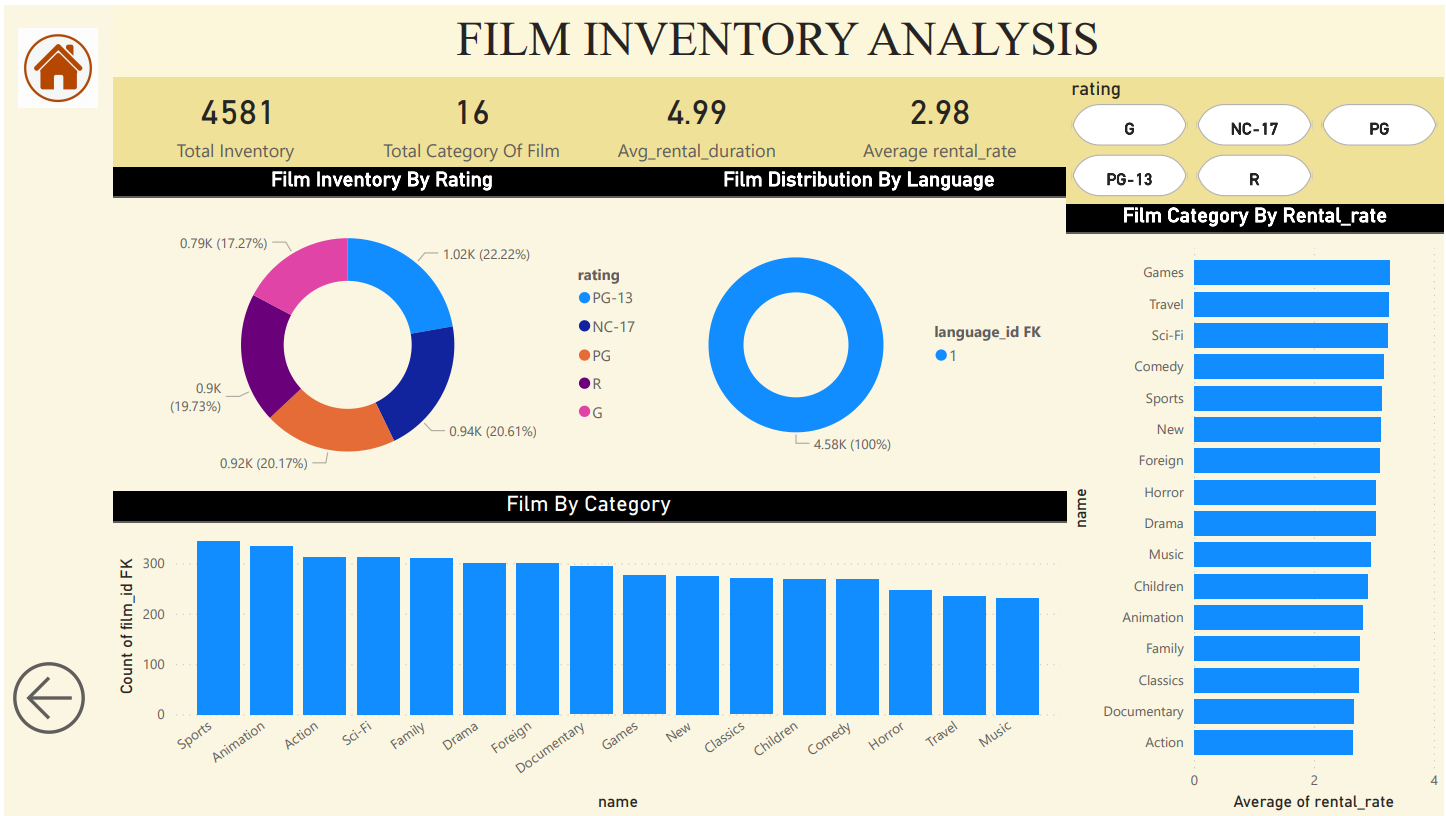 FILM INVENTORY ANALYSIS
4581
Total Inventory
16
Total Category Of Film
4.99
Avg_rental_duration
2.98
Average rental_rate
rating
G
NC-17
PG
PG-13
R
Film Inventory By Rating
0.79K (17.27%)
1.02K (22.22%)
0.9K
(19.73%)
0.94K (20.61%)
0.92K (20.17%)
rating
PG-13
NC-17
PG
R
G
Film Distribution By Language
4.58K (100%)
language_id FK
1
Film By Category
Count of film_id FK
300
200
100
0
Sports
Animation
Action
Sci-Fi
Family
Drama
Foreign
Documentary
Games
New
Classics
Children
Comedy
Horror
Travel
Music
name
Film Category By Rental_rate
name
Games
Travel
Sci-Fi
Comedy
Sports
New
Foreign
Horror
Drama
Music
Children
Animation
Family
Classics
Documentary
Action
0
2
4
Average of rental_rate